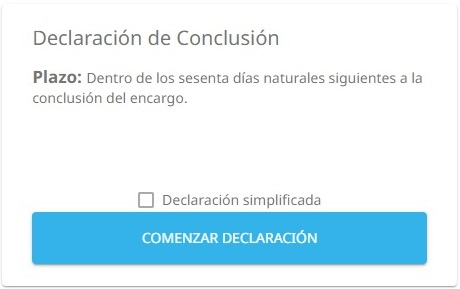 Declaración de Conclusión
Plazo: Dentro de los sesenta días naturales siguientes a la
conclusión del encargo.
Declaración simplificada
COMENZAR DECLARACIÓN